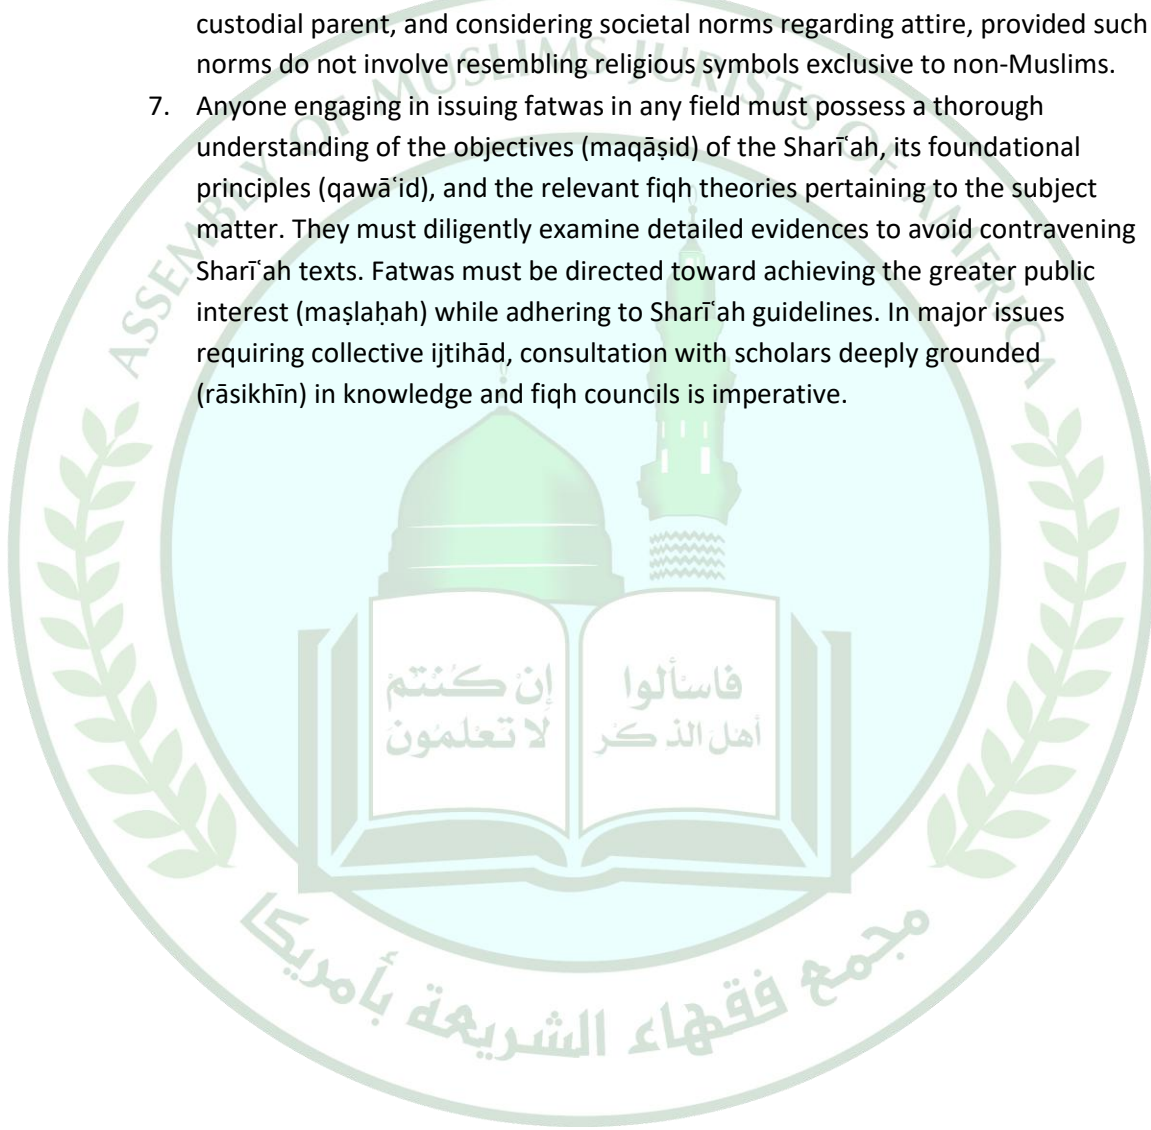 custodial parent, and considering societal norms regarding attire, provided such
norms do not involve resembling religious symbols exclusive to non-Muslims.
7. Anyone engaging in issuing fatwas in any field must possess a thorough
understanding of the objectives (maqāṣid) of the Sharīʿah, its foundational
principles (qawāʿid), and the relevant fiqh theories pertaining to the subject
matter. They must diligently examine detailed evidences to avoid contravening
Sharīʿah texts. Fatwas must be directed toward achieving the greater public
interest (maṣlaḥah) while adhering to Sharīʿah guidelines. In major issues
requiring collective ijtihād, consultation with scholars deeply grounded
(rāsikhīn) in knowledge and fiqh councils is imperative.
ASSEMBLY OF MUSLIMS JURISTS OF AMERICA
فاسألوا
أهل الذكر
إن كنتم
لا تعلمون
مجمع فقهاء الشريعة بأمريكا